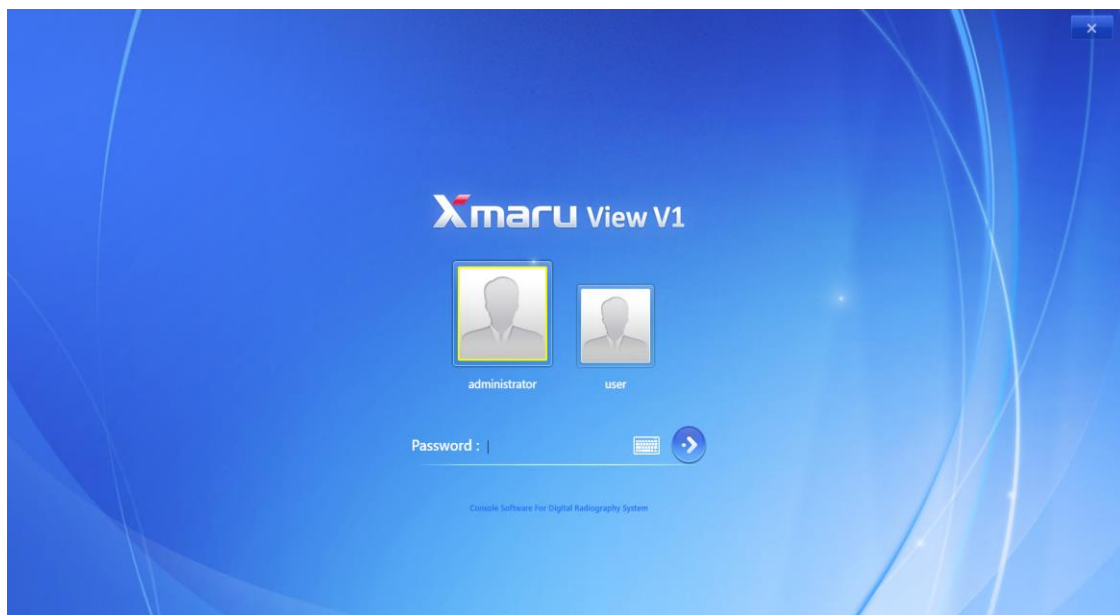 Xmaru View V1
administrator user
Password :
Console Software For Digital Radiography System